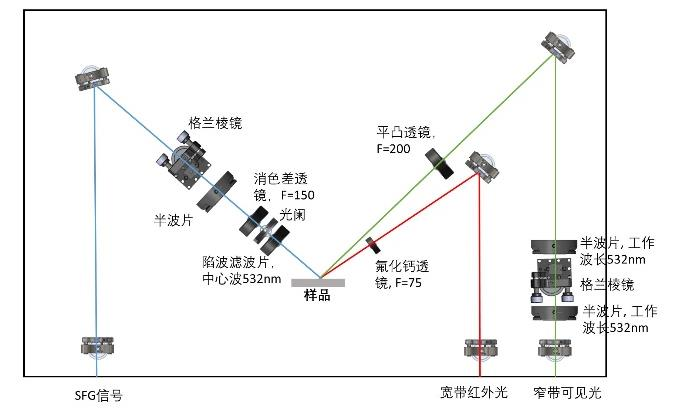 格兰棱镜
消色差透
镜，F=150
光阑
半波片
陷波滤波片，
中心波532nm
样品
平凸透镜，
F=200
氟化钙透
镜, F=75
半波片, 工作
波长532nm
格兰棱镜
半波片, 工作
波长532nm
SFG信号
宽带红外光
窄带可见光